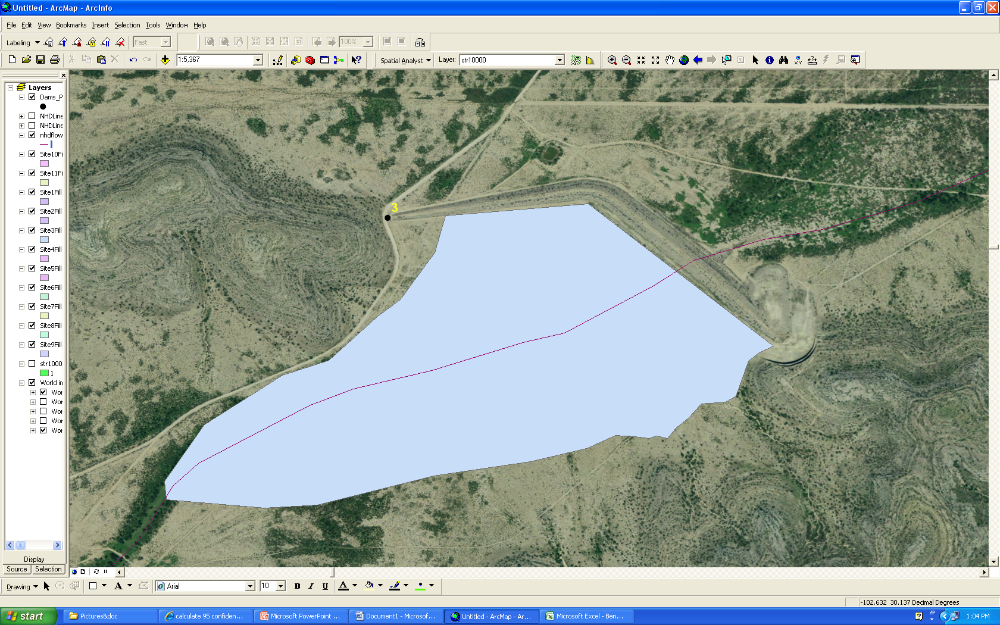 Untitled - ArcMap - ArcInfo
File Edit View Bookmarks Insert Selection Tools Window Help
Labeling Fast 100%
1:5,367 Spatial Analyst Layer: str10000
Layers
Dams_P
NHDLine
NHDLine
nhdflow
Site10Fi
Site11Fi
Site1Fill
Site2Fill
Site3Fill
Site4Fill
Site5Fill
Site6Fill
Site7Fill
Site8Fill
Site9Fill
str1000
1
World in
Wor
Wor
Wor
Wor
Wor
Display
Source Selection
3
Drawing A Arial 10 B I U A
-102.632 30.137 Decimal Degrees
start Pictures&doc calculate 95 confiden... Microsoft PowerPoint ... Document1 - Microsof... Untitled - ArcMap - Ar... Microsoft Excel - Ben... 1:04 PM